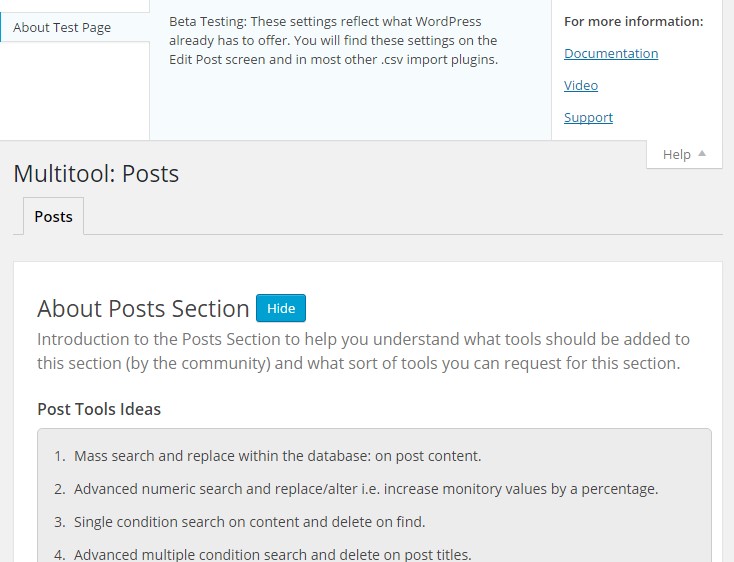 About Test Page
Beta Testing: These settings reflect what WordPress
already has to offer. You will find these settings on the
Edit Post screen and in most other .csv import plugins.
For more information:
Documentation
Video
Support
Help
Multitool: Posts
Posts
About Posts Section Hide
Introduction to the Posts Section to help you understand what tools should be added to
this section (by the community) and what sort of tools you can request for this section.
Post Tools Ideas
1. Mass search and replace within the database: on post content.
2. Advanced numeric search and replace/alter i.e. increase monitory values by a percentage.
3. Single condition search on content and delete on find.
4. Advanced multiple condition search and delete on post titles.